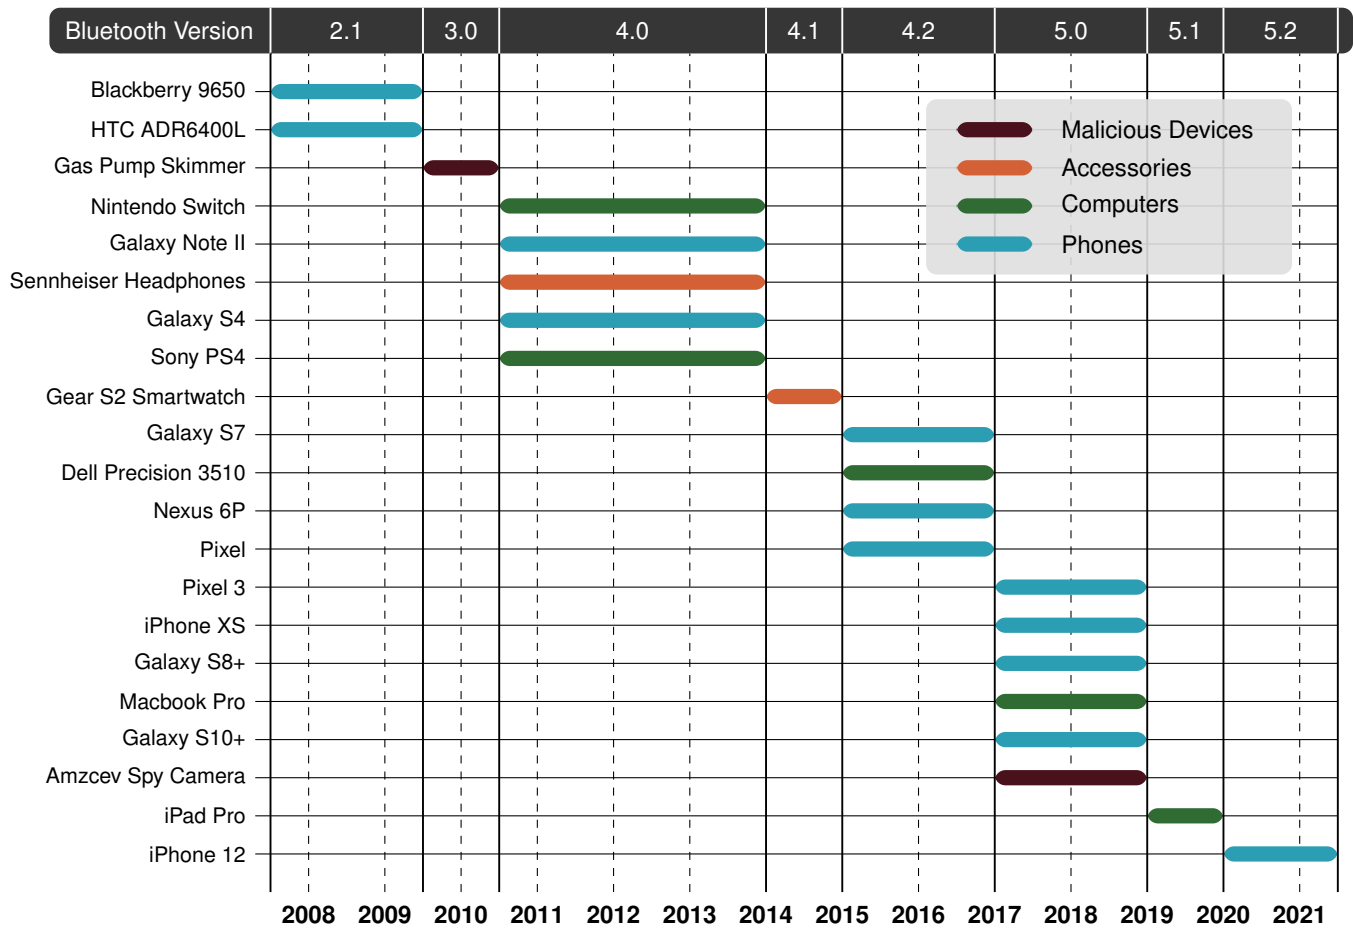 Bluetooth Version 2.1 3.0 4.0 4.1 4.2 5.0 5.1 5.2
Blackberry 9650
HTC ADR6400L
Gas Pump Skimmer
Nintendo Switch
Galaxy Note II
Sennheiser Headphones
Galaxy S4
Sony PS4
Gear S2 Smartwatch
Galaxy S7
Dell Precision 3510
Nexus 6P
Pixel
Pixel 3
iPhone XS
Galaxy S8+
Macbook Pro
Galaxy S10+
Amzcev Spy Camera
iPad Pro
iPhone 12
Malicious Devices
Accessories
Computers
Phones
2008 2009 2010 2011 2012 2013 2014 2015 2016 2017 2018 2019 2020 2021